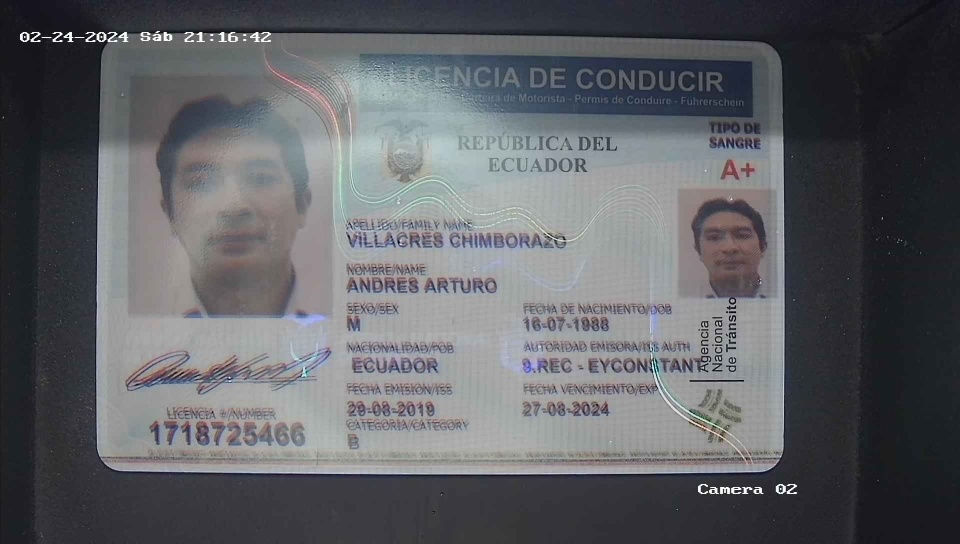 02-24-2024 Sáb 21:16:42
LICENCIA DE CONDUCIR
de Motorista - Permis de Conduire - Führerschein
REPÚBLICA DEL
ECUADOR
TIPO DE
SANGRE
A+
APELLIDO/FAMILY NAME
VILLACRES CHIMBORAZO
NOMBRE/NAME
ANDRES ARTURO
SEXO/SEX
M
FECHA DE NACIMIENTO/DOB
16-07-1988
NACIONALIDAD/POB
ECUADOR
AUTORIDAD EMISORA/ISS AUTH
9.REC - EYCONSTANT
FECHA EMISION/ISS
29-08-2019
FECHA VENCIMIENTO/EXP
27-08-2024
CATEGORIA/CATEGORY
B
LICENCIA #/NUMBER
1718725466
Agencia
Nacional
de Tránsito
Camera 02